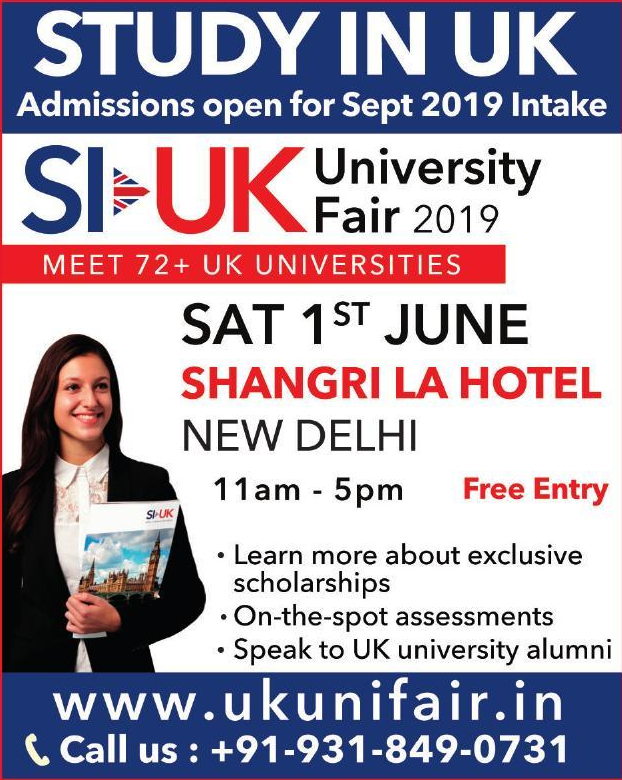 STUDY IN UK
Admissions open for Sept 2019 Intake
SI UK University
Fair 2019
MEET 72+ UK UNIVERSITIES
SAT 1ST JUNE
SHANGRI LA HOTEL
NEW DELHI
11am - 5pm Free Entry
SI UK
• Learn more about exclusive
scholarships
• On-the-spot assessments
• Speak to UK university alumni
www.ukunifair.in
Call us : +91-931-849-0731